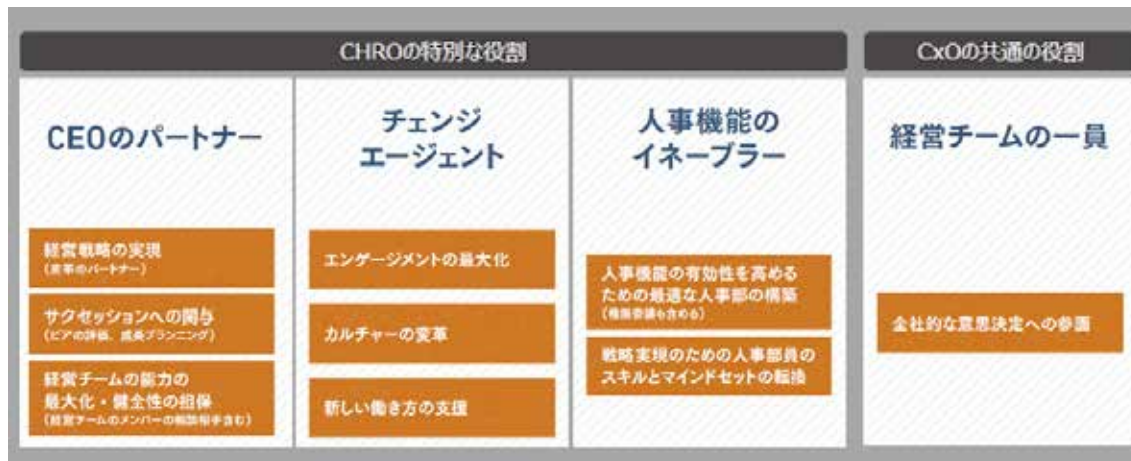 CHROの特別な役割
CxOの共通の役割
CEOのパートナー
経営戦略の実現
(変革のパートナー)
サクセッションへの関与
(ピアの評価、成長プランニング)
経営チームの能力の
最大化・健全性の担保
(経営チームのメンバーの相談相手含む)
チェンジ
エージェント
エンゲージメントの最大化
カルチャーの変革
新しい働き方の支援
人事機能の
イネーブラー
人事機能の有効性を高める
ための最適な人事部の構築
(権限委譲も含める)
戦略実現のための人事部員の
スキルとマインドセットの転換
経営チームの一員
全社的な意思決定への参画